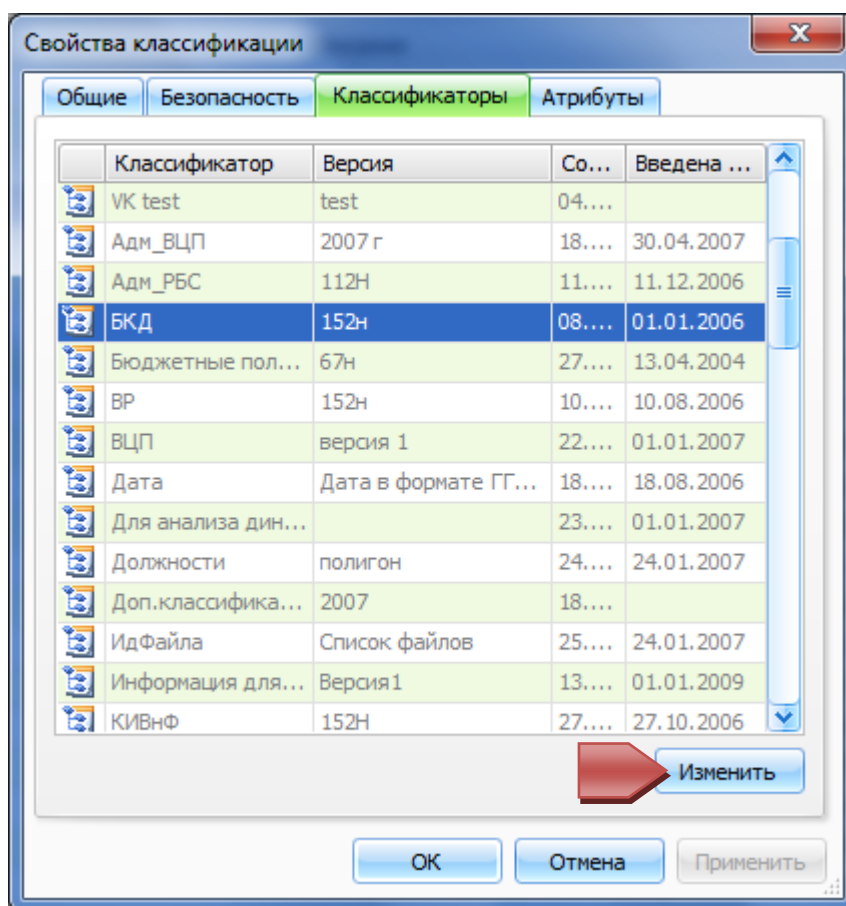 Свойства классификации
Общие Безопасность Классификаторы Атрибуты
Классификатор Версия Со... Введена ...
VK test test 04....
Адм_ВЦП 2007 г 18.... 30.04.2007
Адм_РБС 112Н 11.... 11.12.2006
БКД 152н 08.... 01.01.2006
Бюджетные пол... 67н 27.... 13.04.2004
ВР 152н 10.... 10.08.2006
ВЦП версия 1 22.... 01.01.2007
Дата Дата в формате ГГ... 18.... 18.08.2006
Для анализа дин... 23.... 01.01.2007
Должности полигон 24.... 24.01.2007
Доп.классифика... 2007 18....
ИдФайла Список файлов 25.... 24.01.2007
Информация для... Версия1 13.... 01.01.2009
КИВнФ 152Н 27.... 27.10.2006
Изменить
ОК Отмена Применить